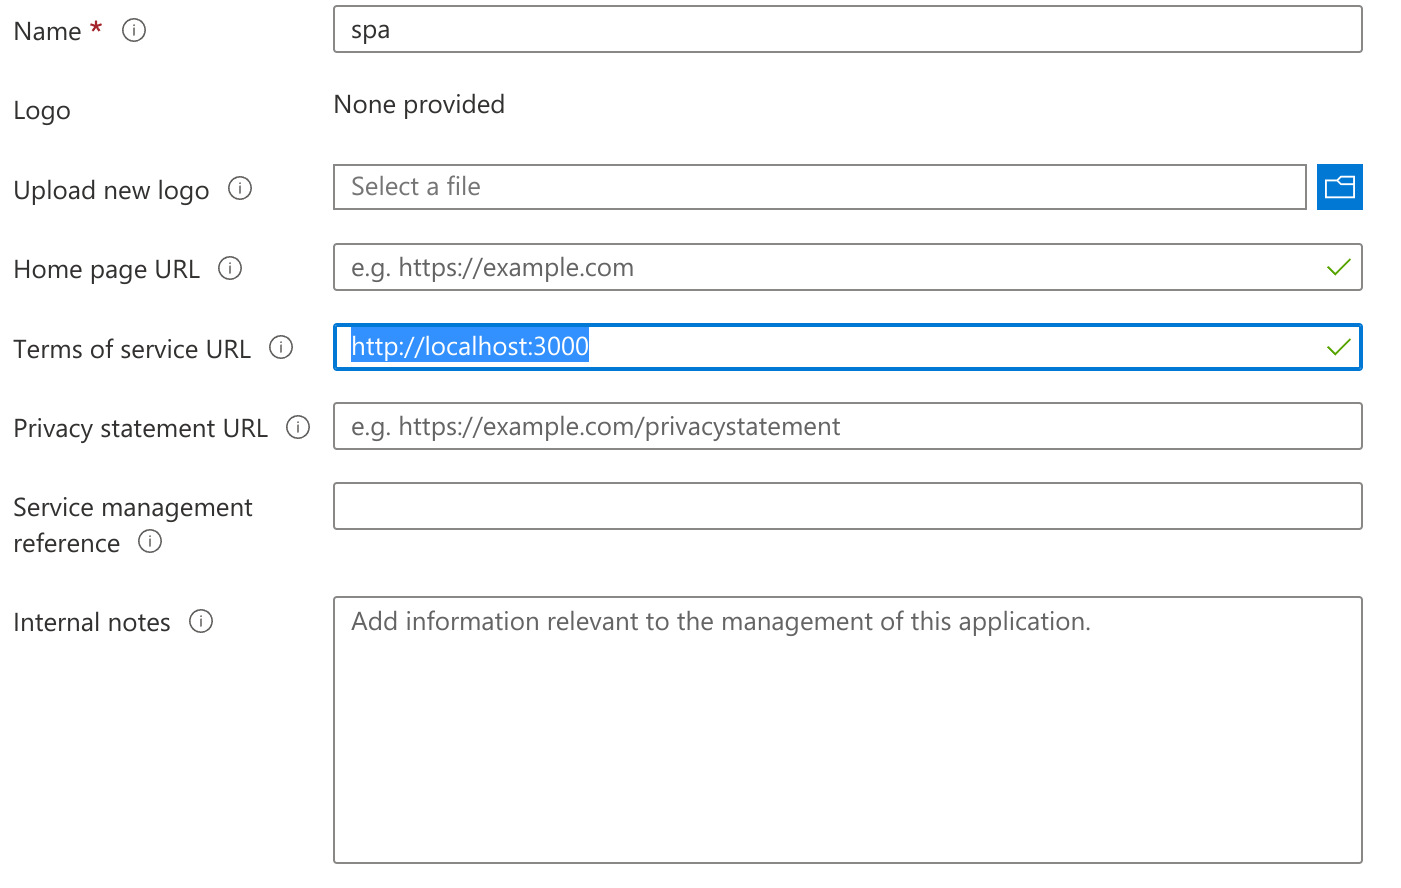 Name *
spa
Logo
None provided
Upload new logo
Select a file
Home page URL
e.g. https://example.com
Terms of service URL
http://localhost:3000
Privacy statement URL
e.g. https://example.com/privacystatement
Service management
reference
Internal notes
Add information relevant to the management of this application.